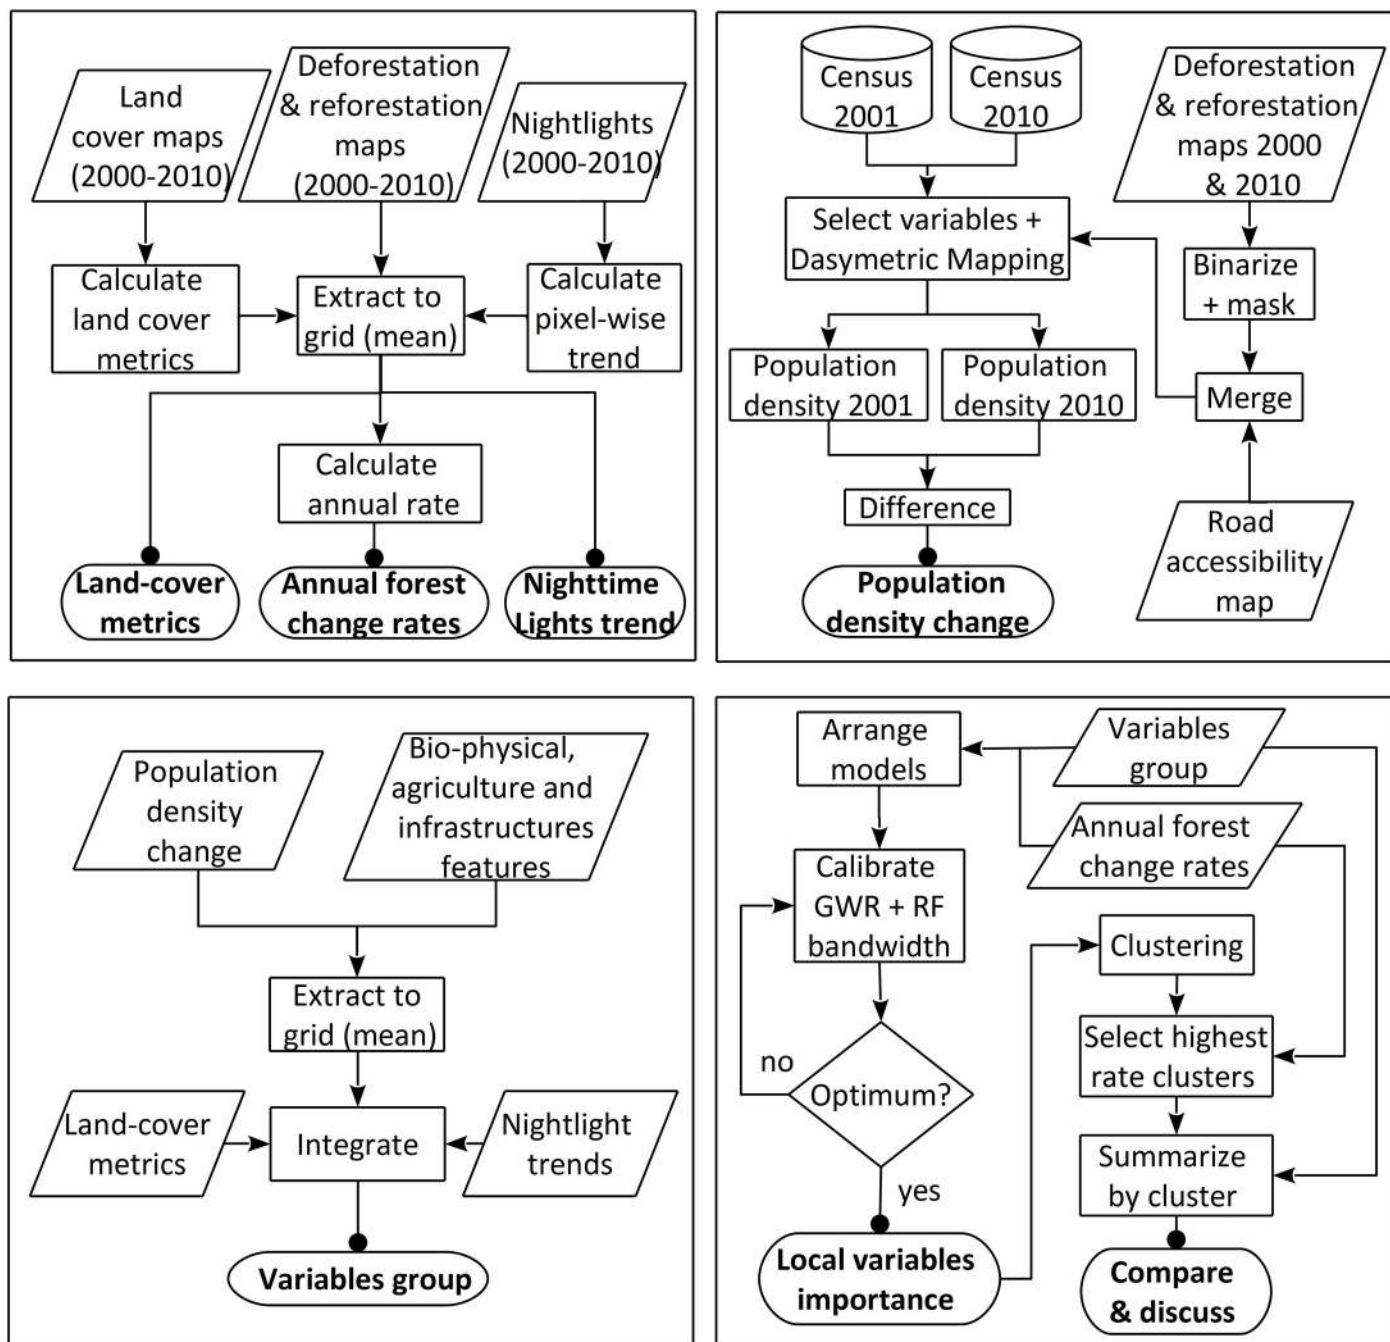 Land
cover maps
(2000-2010)
Deforestation
& reforestation
maps
(2000-2010)
Nightlights
(2000-2010)
Calculate
land cover
metrics
Extract to
grid (mean)
Calculate
pixel-wise
trend
Calculate
annual rate
Land-cover
metrics
Annual forest
change rates
Nighttime
Lights trend
Census
2001
Census
2010
Deforestation
& reforestation
maps 2000
& 2010
Select variables +
Dasymetric Mapping
Binarize
+ mask
Population
density 2001
Population
density 2010
Merge
Difference
Road
accessibility
map
Population
density change
Population
density
change
Bio-physical,
agriculture and
infrastructures
features
Extract to
grid (mean)
Land-cover
metrics
Integrate
Nightlight
trends
Variables group
Arrange
models
Variables
group
Annual forest
change rates
Calibrate
GWR + RF
bandwidth
Clustering
Select highest
rate clusters
no
Optimum?
Summarize
by cluster
yes
Local variables
importance
Compare
& discuss